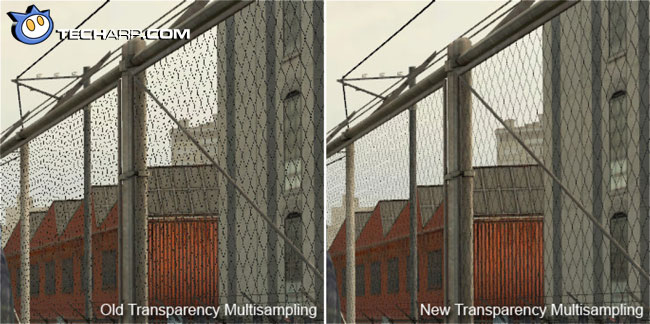 TECHARP.COM
Old Transparency Multisampling
New Transparency Multisampling